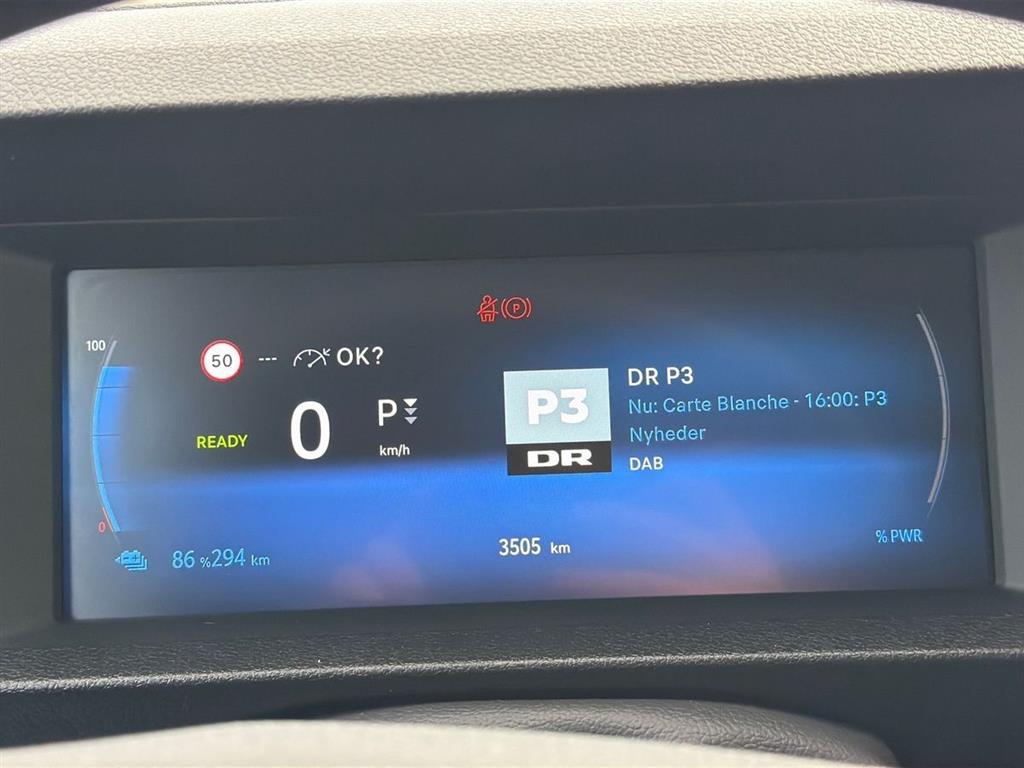 P
100
50 --- OK?
0
P
READY
km/h
P3
DR
DR P3
Nu: Carte Blanche - 16:00: P3
Nyheder
DAB
0
86 % 294 km
3505 km
% PWR